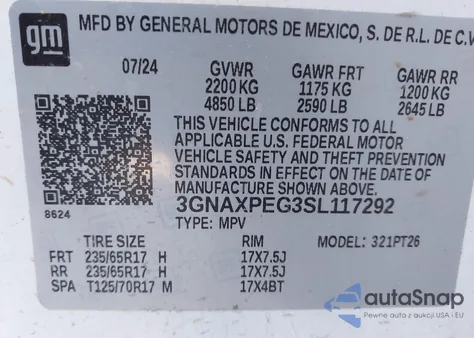 gm MFD BY GENERAL MOTORS DE MEXICO, S. DE R.L. DE C.V
07/24 GVWR GAWR FRT GAWR RR
2200 KG 1175 KG 1200 KG
4850 LB 2590 LB 2645 LB
THIS VEHICLE CONFORMS TO ALL
APPLICABLE U.S. FEDERAL MOTOR
VEHICLE SAFETY AND THEFT PREVENTION
STANDARDS IN EFFECT ON THE DATE OF
MANUFACTURE SHOWN ABOVE.
8624 3GNAXPEG3SL117292
TYPE: MPV
TIRE SIZE RIM MODEL: 321PT26
FRT 235/65R17 H 17X7.5J
RR 235/65R17 H 17X7.5J
SPA T125/70R17 M 17X4BT
autoSnap
Pewne auta z okazji USA i EU